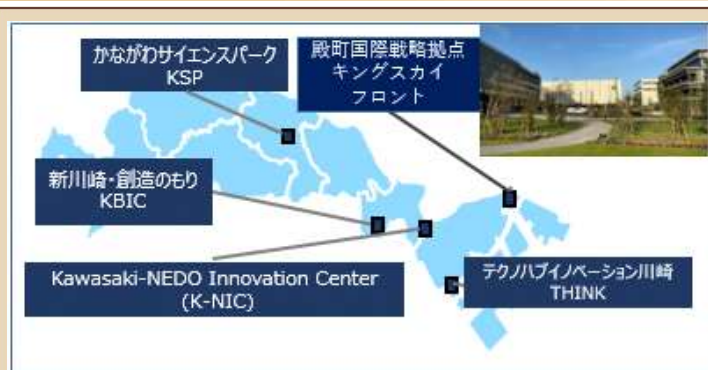 かながわサイエンスパーク
KSP
殿町国際戦略拠点
キングスカイ
フロント
新川崎・創造のもり
KBIC
Kawasaki-NEDO Innovation Center
(K-NIC)
テクノハブイノベーション川崎
THINK